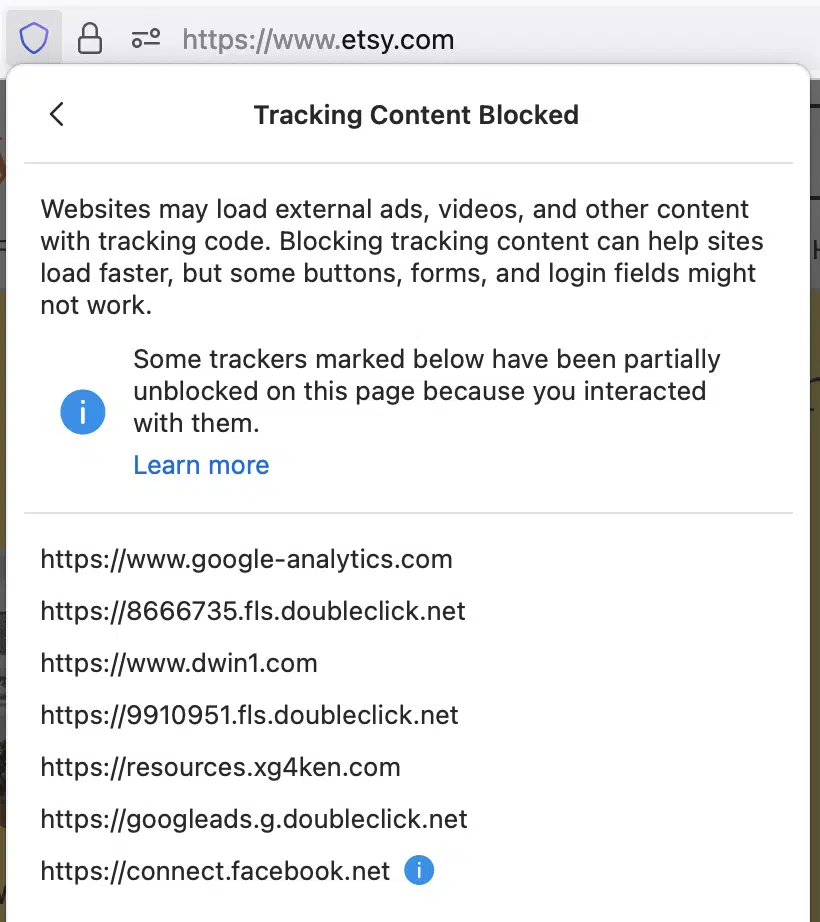 https://www.etsy.com
Tracking Content Blocked
Websites may load external ads, videos, and other content
with tracking code. Blocking tracking content can help sites
load faster, but some buttons, forms, and login fields might
not work.
Some trackers marked below have been partially
unblocked on this page because you interacted
with them.
Learn more
https://www.google-analytics.com
https://8666735.fls.doubleclick.net
https://www.dwin1.com
https://9910951.fls.doubleclick.net
https://resources.xg4ken.com
https://googleads.g.doubleclick.net
https://connect.facebook.net